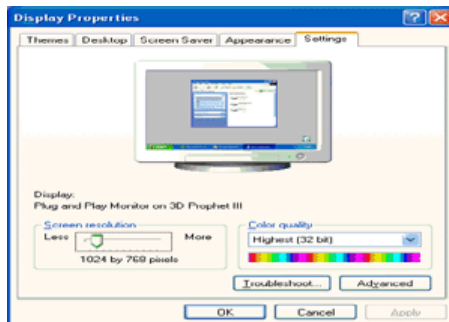 Display Properties
Themes Desktop Screen Saver Appearance Settings
Display:
Plug and Play Monitor on 3D Prophet III
Screen resolution
Less More
1024 by 768 pixels
Color quality
Highest (32 bit)
Troubleshoot... Advanced
OK Cancel Apply